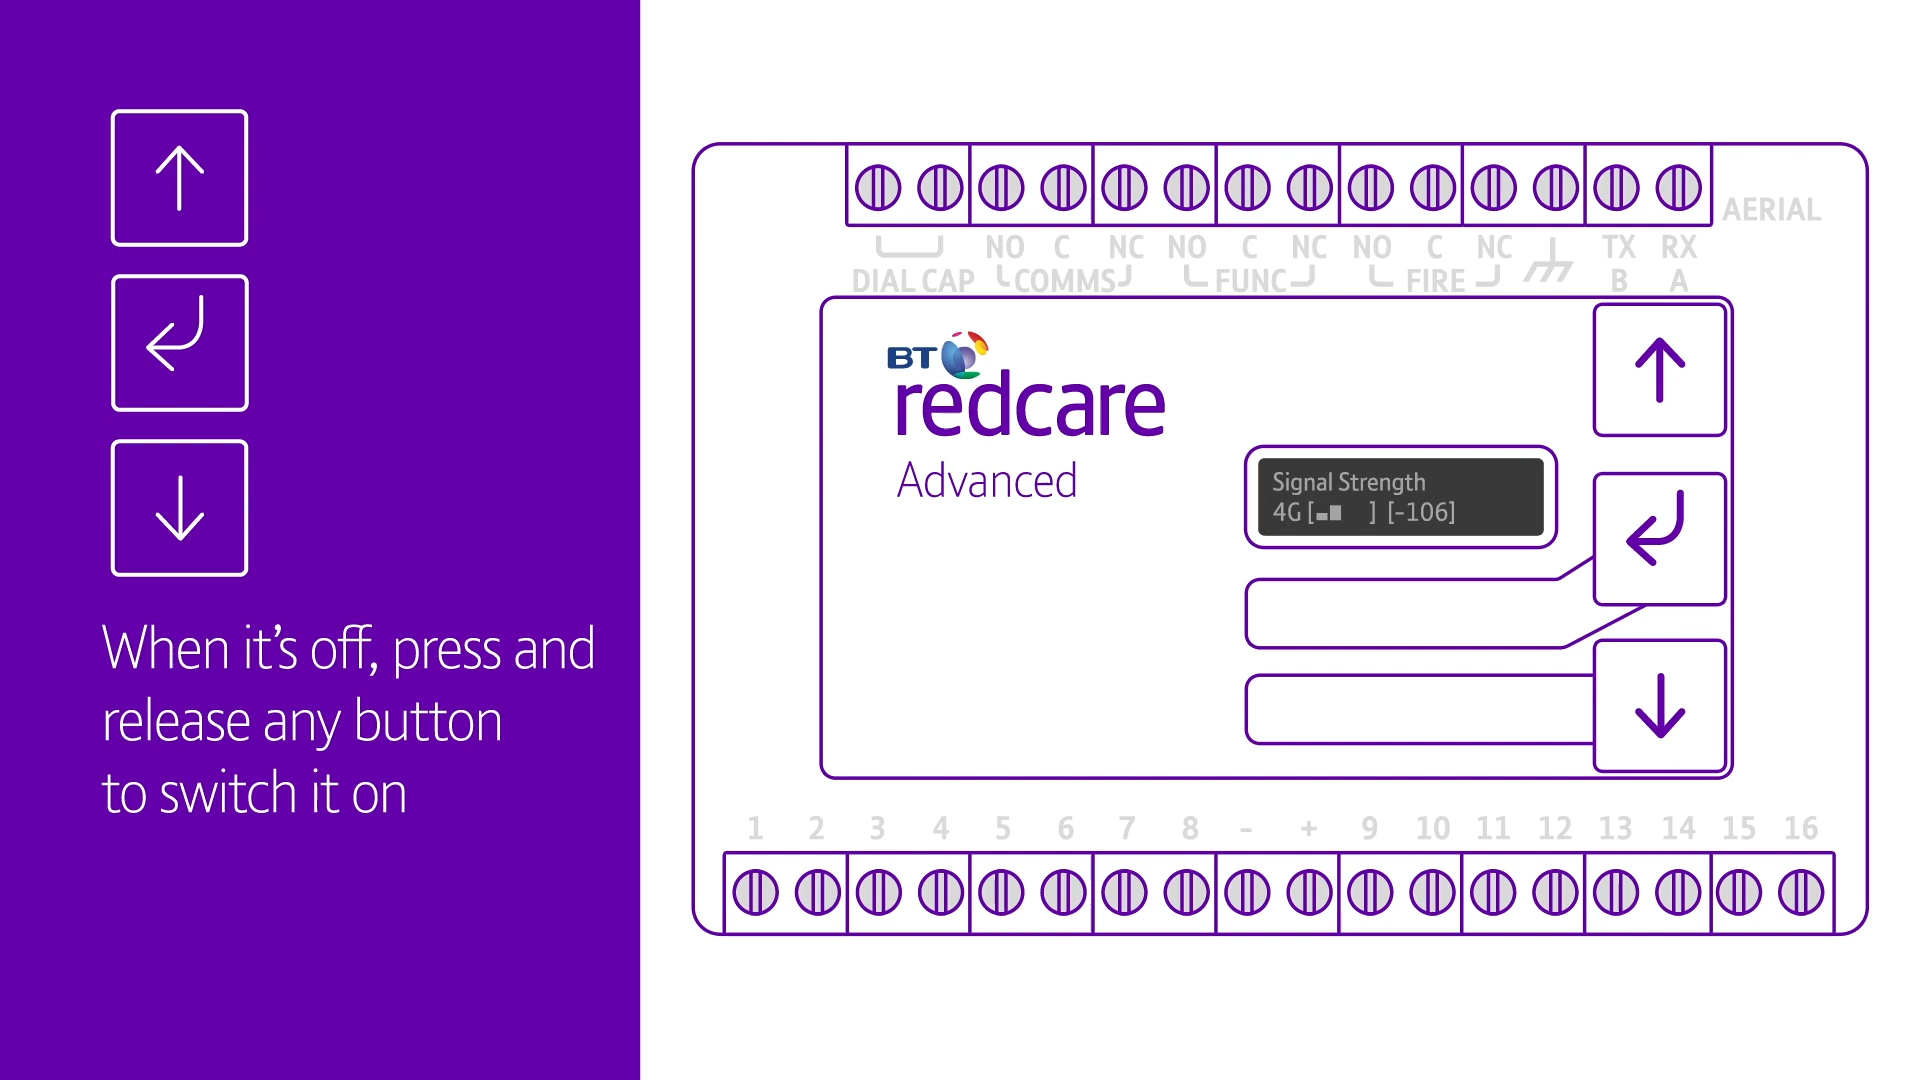 When it's off, press and
release any button
to switch it on
AERIAL
NO C NC NO C NC NO C NC TX RX
DIAL CAP COMMS FUNC FIRE B A
BT
redcare
Advanced
Signal Strength
4G [ ] [-106]
1 2 3 4 5 6 7 8 - + 9 10 11 12 13 14 15 16